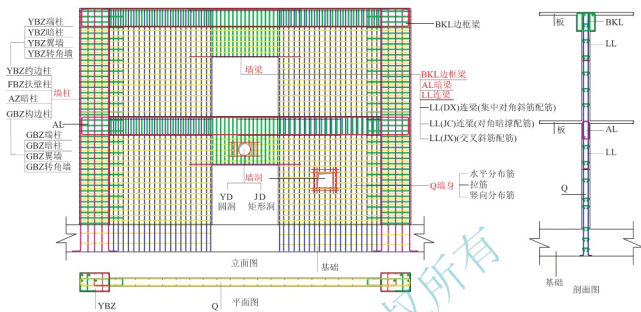 YBZ端柱
YBZ暗柱
YBZ翼墙
YBZ转角墙
YBZ约边柱
FBZ扶壁柱
AZ暗柱
GBZ构边柱
墙柱
AL
GBZ端柱
GBZ暗柱
GBZ翼墙
GBZ转角墙
墙梁
墙洞
YD
圆洞
JD
矩形洞
BKL边框梁
BKL边框梁
AL暗梁
LL连梁
LL(DX)连梁(集中对角斜筋配筋)
LL(JC)连梁(对角暗撑配筋)
LL(JX)(交叉斜筋配筋)
Q墙身
水平分布筋
拉筋
竖向分布筋
立面图
基础
YBZ
Q
平面图
板
BKL
LL
板
AL
LL
Q
基础
剖面图
权所有